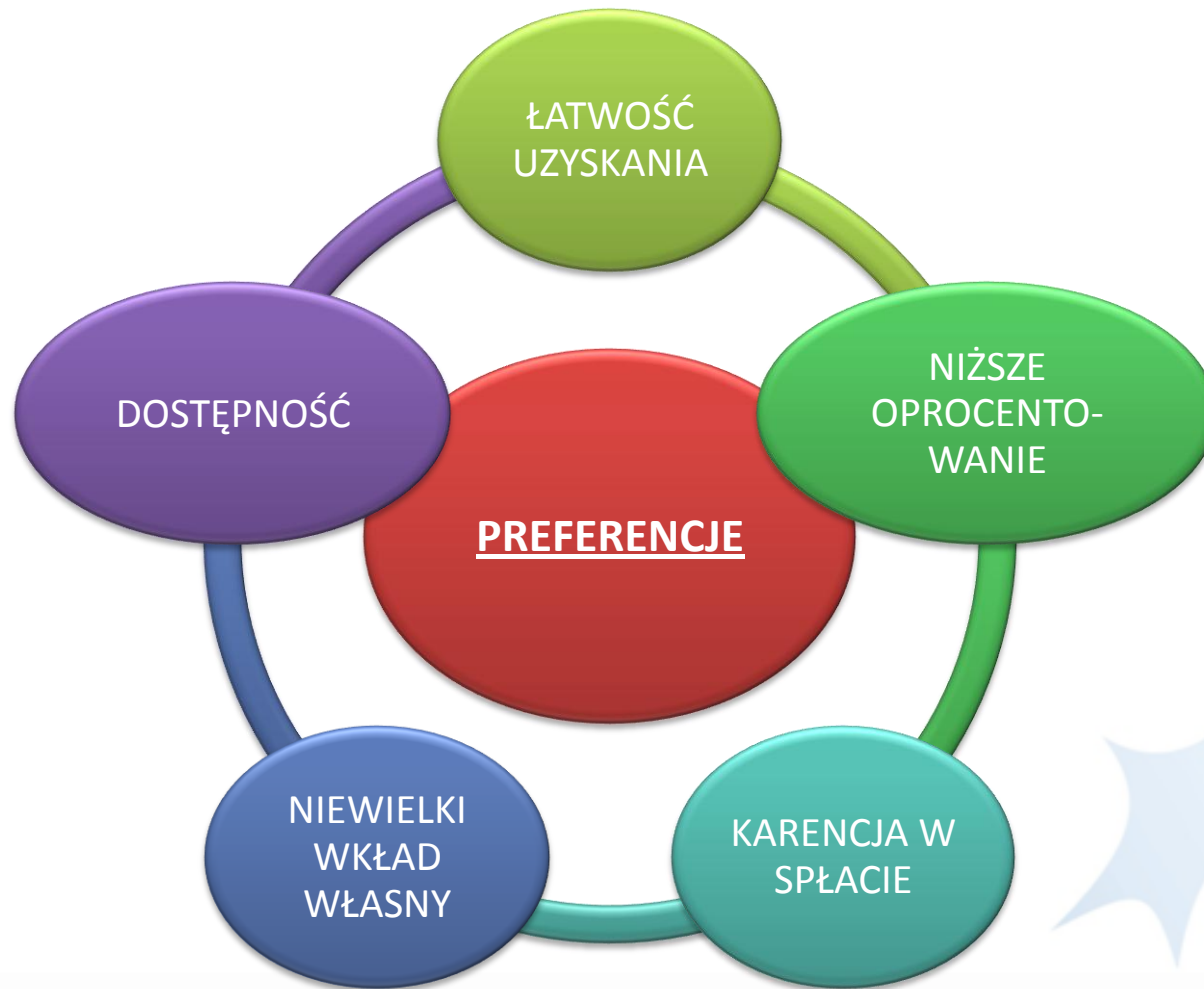 ŁATWOŚĆ
UZYSKANIA
NIŻSZE
OPROCENTO-
WANIE
KARENCJA W
SPŁACIE
NIEWIELKI
WKŁAD
WŁASNY
DOSTĘPNOŚĆ
PREFERENCJE